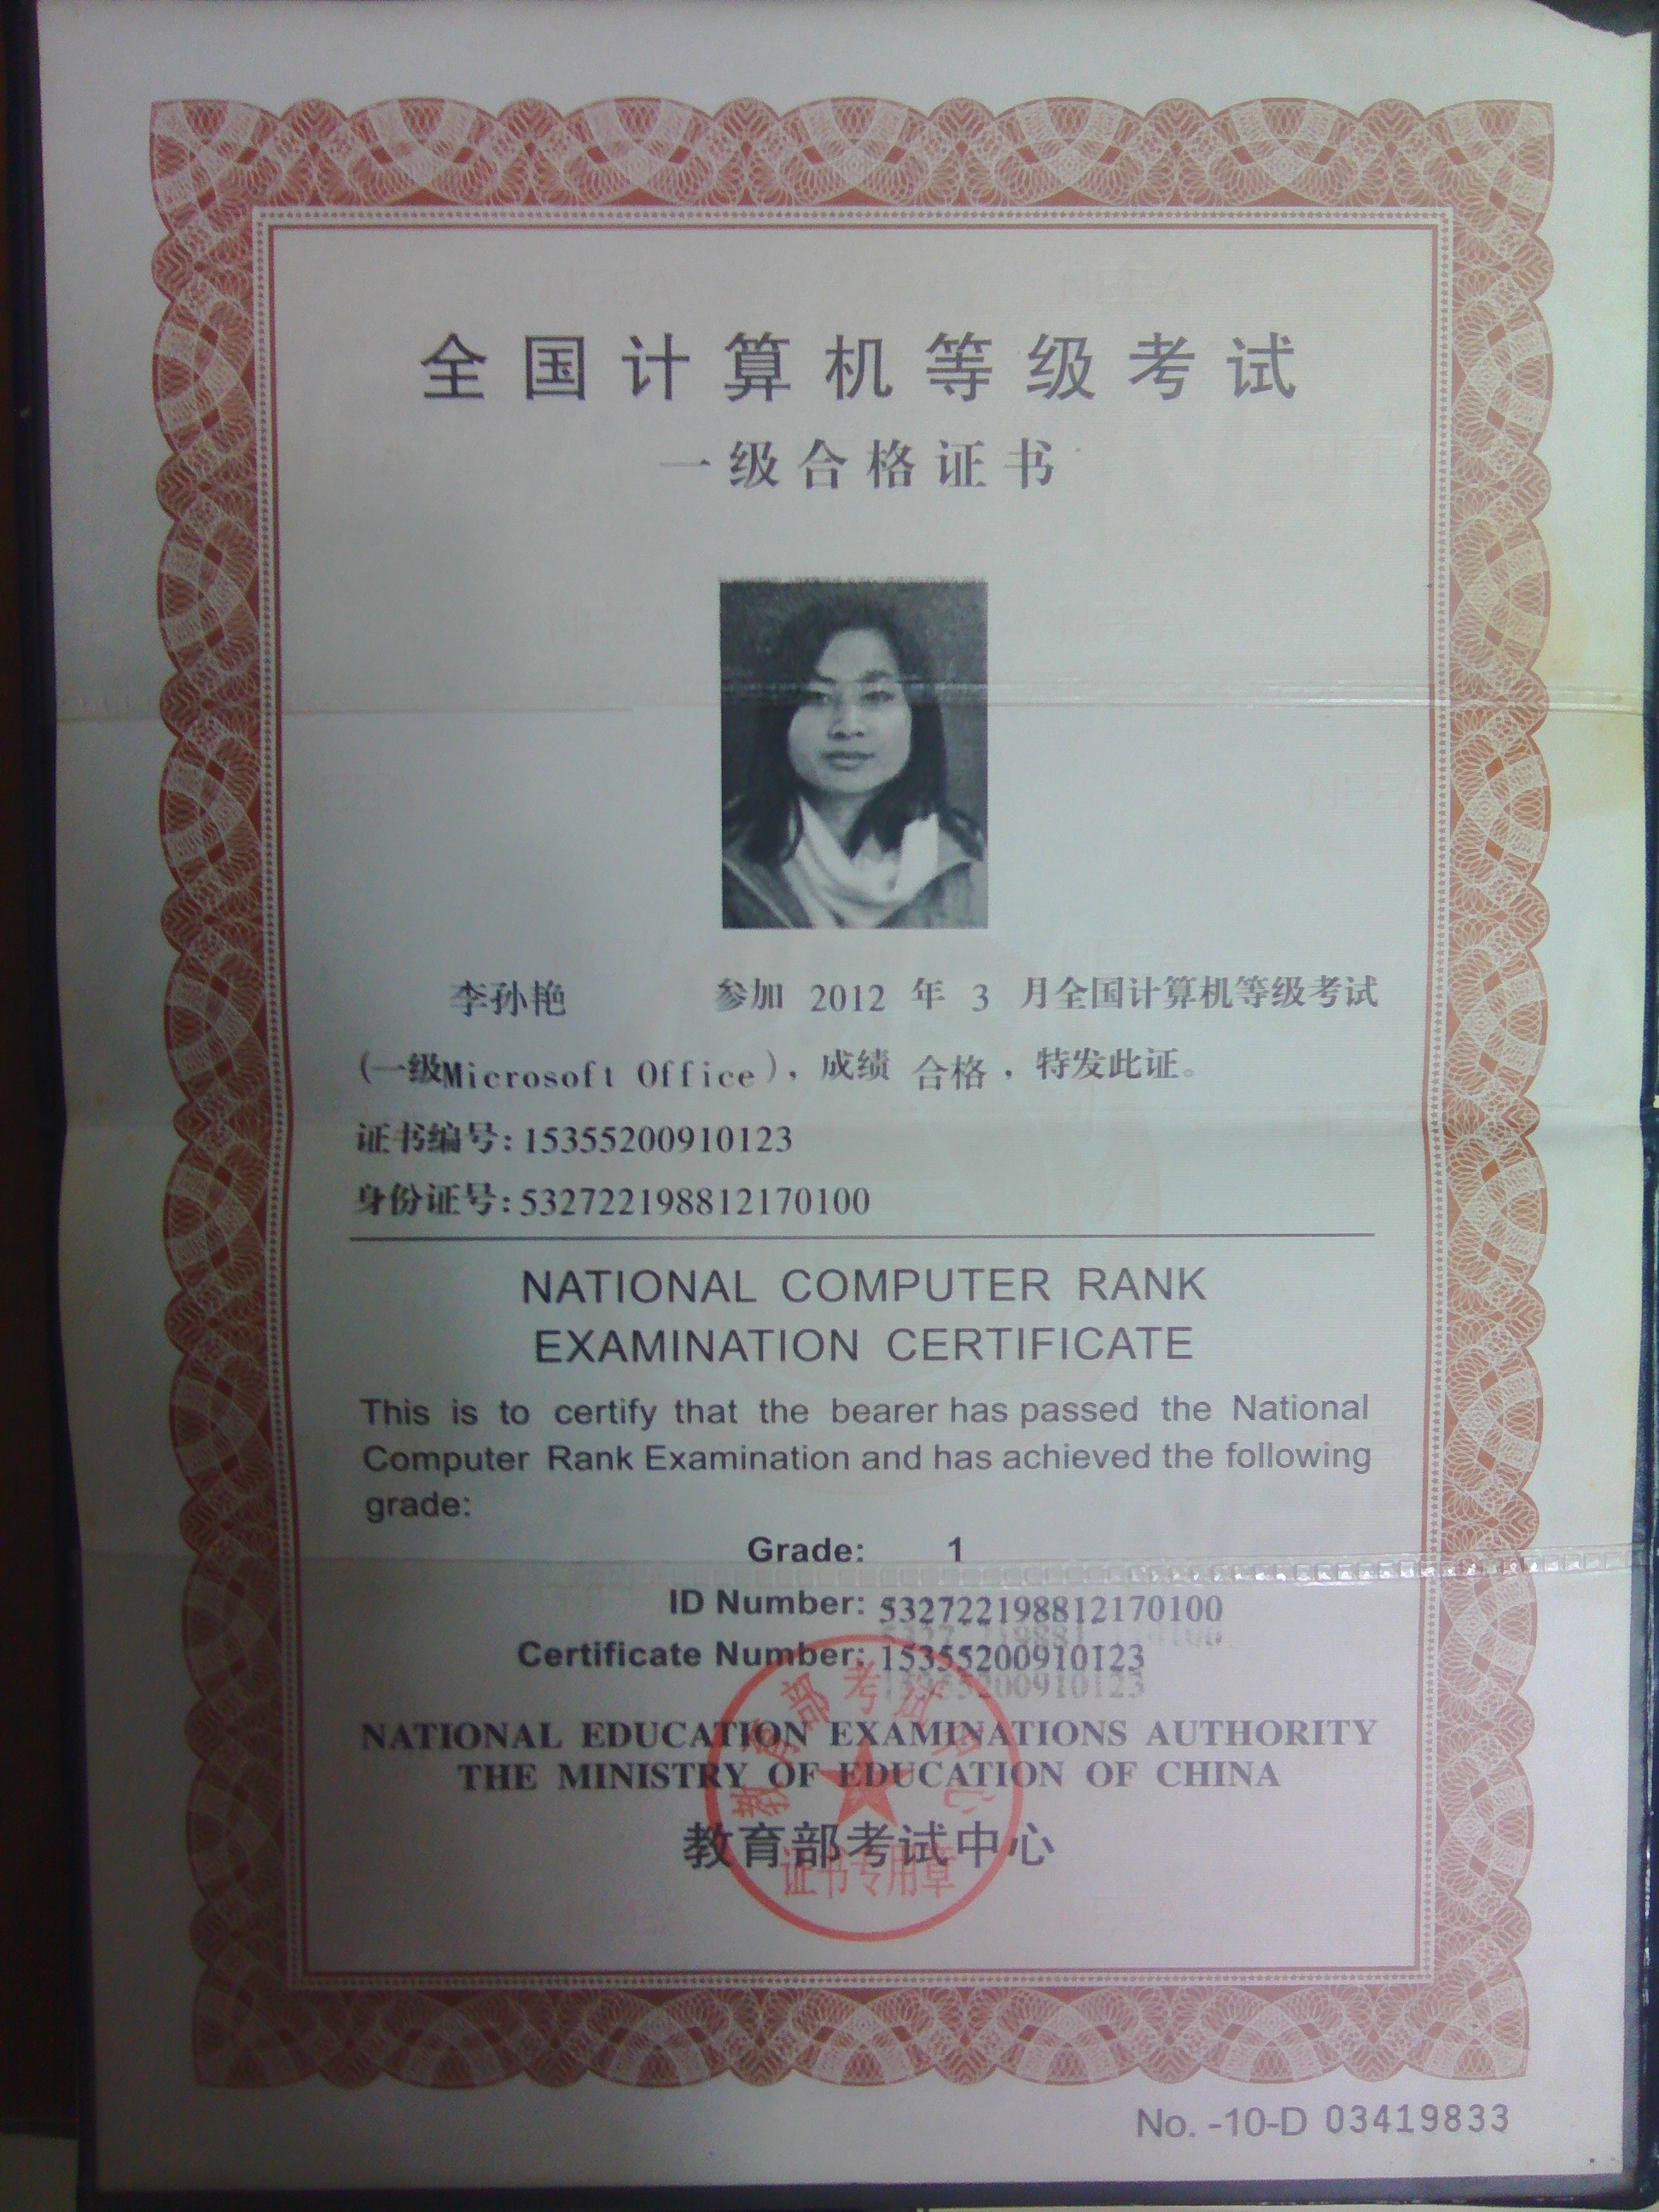 全国计算机等级考试
一级合格证书
李孙艳 参加 2012 年 3 月全国计算机等级考试
(一级Microsoft Office),成绩 合格,特发此证。
证书编号:15355200910123
身份证号:532722198812170100
NATIONAL COMPUTER RANK
EXAMINATION CERTIFICATE
This is to certify that the bearer has passed the National
Computer Rank Examination and has achieved the following
grade:
Grade: 1
ID Number: 532722198812170100
Certificate Number: 15355200910123
NATIONAL EDUCATION EXAMINATIONS AUTHORITY
THE MINISTRY OF EDUCATION OF CHINA
教育部考试中心
教育部考试中心
证书专用章
No. -10-D 03419833